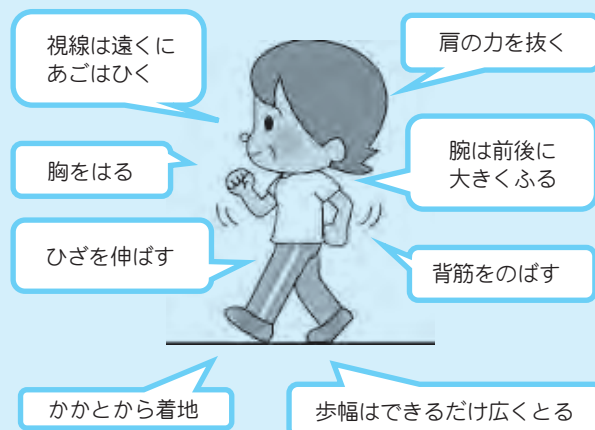 視線は遠くに
あごはひく
肩の力を抜く
胸をはる
腕は前後に
大きくふる
ひざを伸ばす
背筋をのばす
かかとから着地
歩幅はできるだけ広くとる